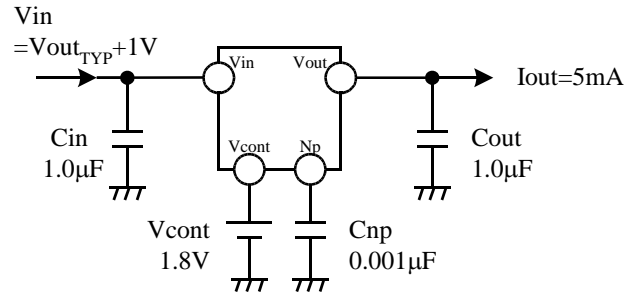 Vin
=VoutTYP+1V
Vin
Vout
Iout=5mA
Cin
1.0μF
Vcont
Np
Cout
1.0μF
Vcont
1.8V
Cnp
0.001μF